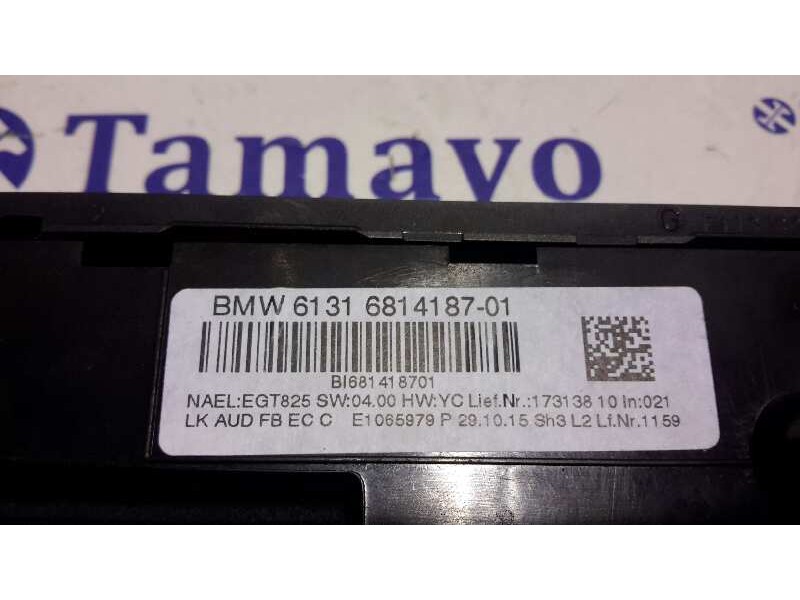 Tamayo
BMW 6131 6814187-01
BI681418701
NAEL:EGT825 SW:04.00 HW:YC Lief.Nr.:173138 10 In:021
LK AUD FB EC C E1065979 P 29.10.15 Sh3 L2 Lf.Nr.1159